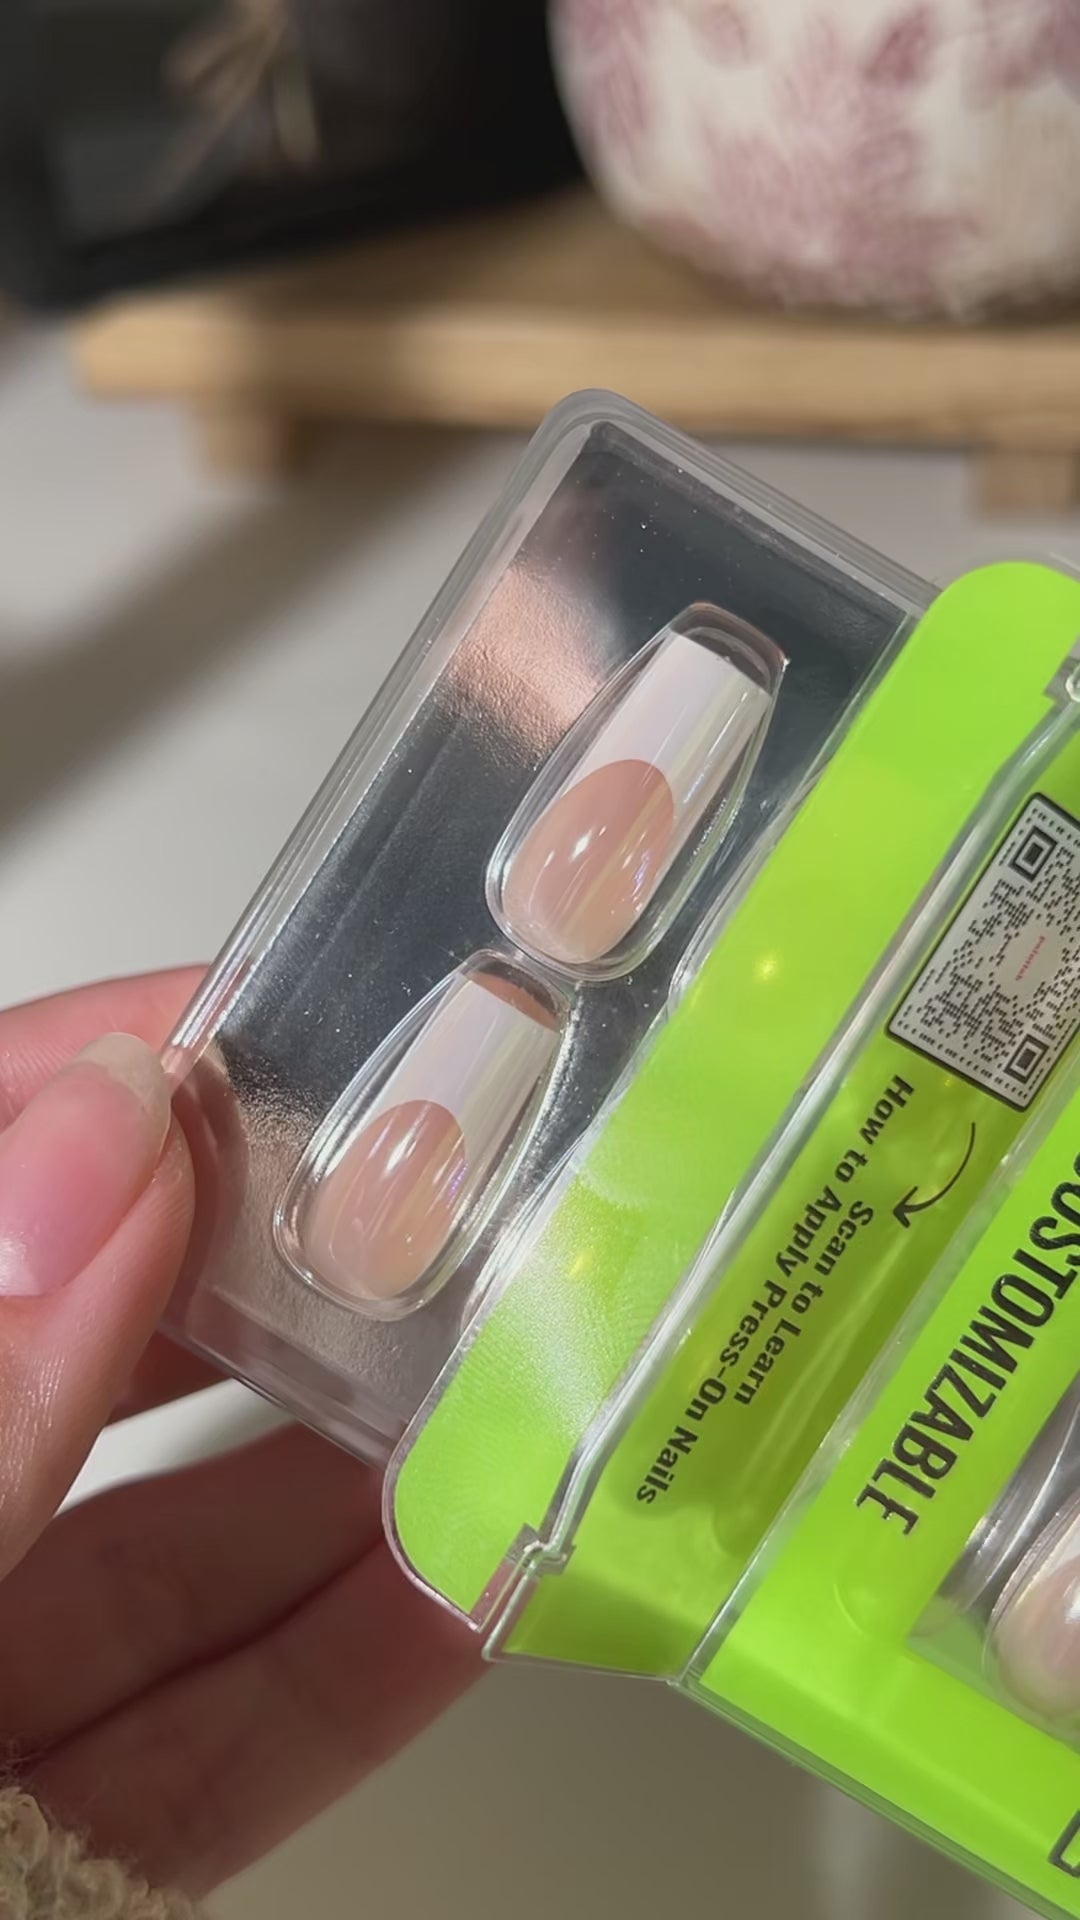 Scan to Learn
How to Apply Press-On Nails
CUSTOMIZABLE